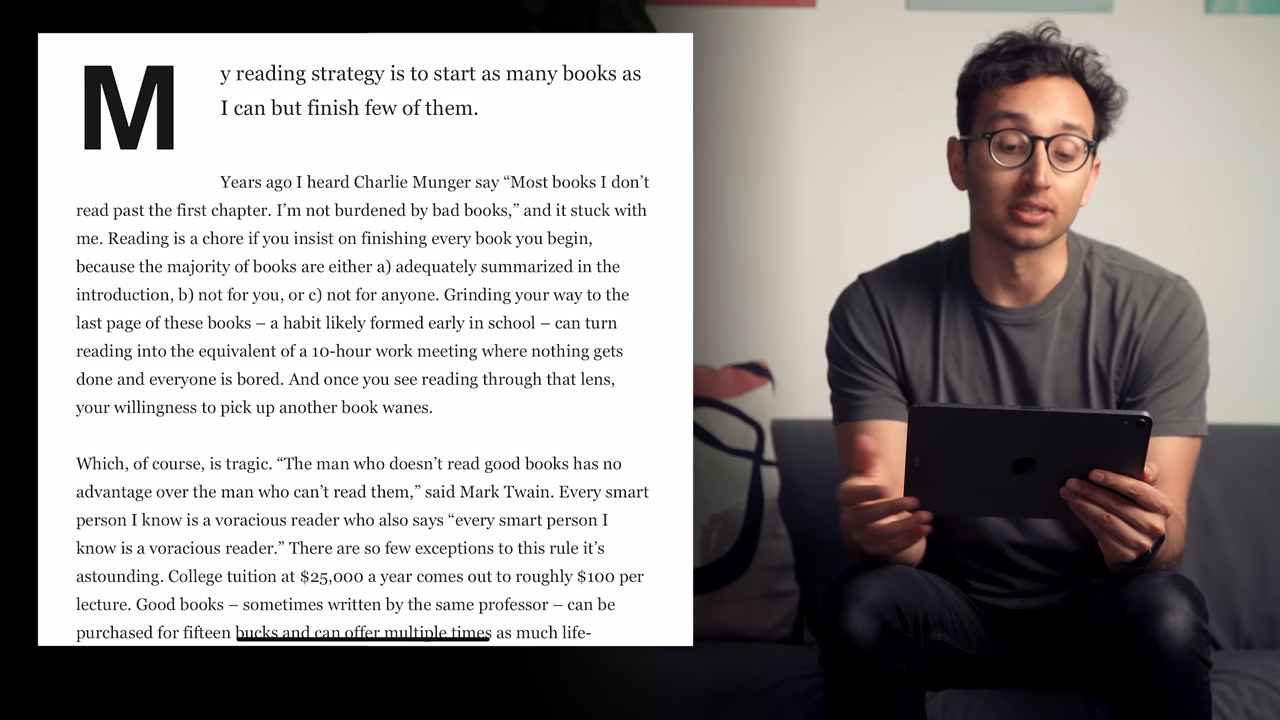 My reading strategy is to start as many books as
I can but finish few of them.
Years ago I heard Charlie Munger say “Most books I don’t
read past the first chapter. I’m not burdened by bad books,” and it stuck with
me. Reading is a chore if you insist on finishing every book you begin,
because the majority of books are either a) adequately summarized in the
introduction, b) not for you, or c) not for anyone. Grinding your way to the
last page of these books – a habit likely formed early in school – can turn
reading into the equivalent of a 10-hour work meeting where nothing gets
done and everyone is bored. And once you see reading through that lens,
your willingness to pick up another book wanes.
Which, of course, is tragic. “The man who doesn’t read good books has no
advantage over the man who can’t read them,” said Mark Twain. Every smart
person I know is a voracious reader who also says “every smart person I
know is a voracious reader.” There are so few exceptions to this rule it’s
astounding. College tuition at $25,000 a year comes out to roughly $100 per
lecture. Good books – sometimes written by the same professor – can be
purchased for fifteen bucks and can offer multiple times as much life-